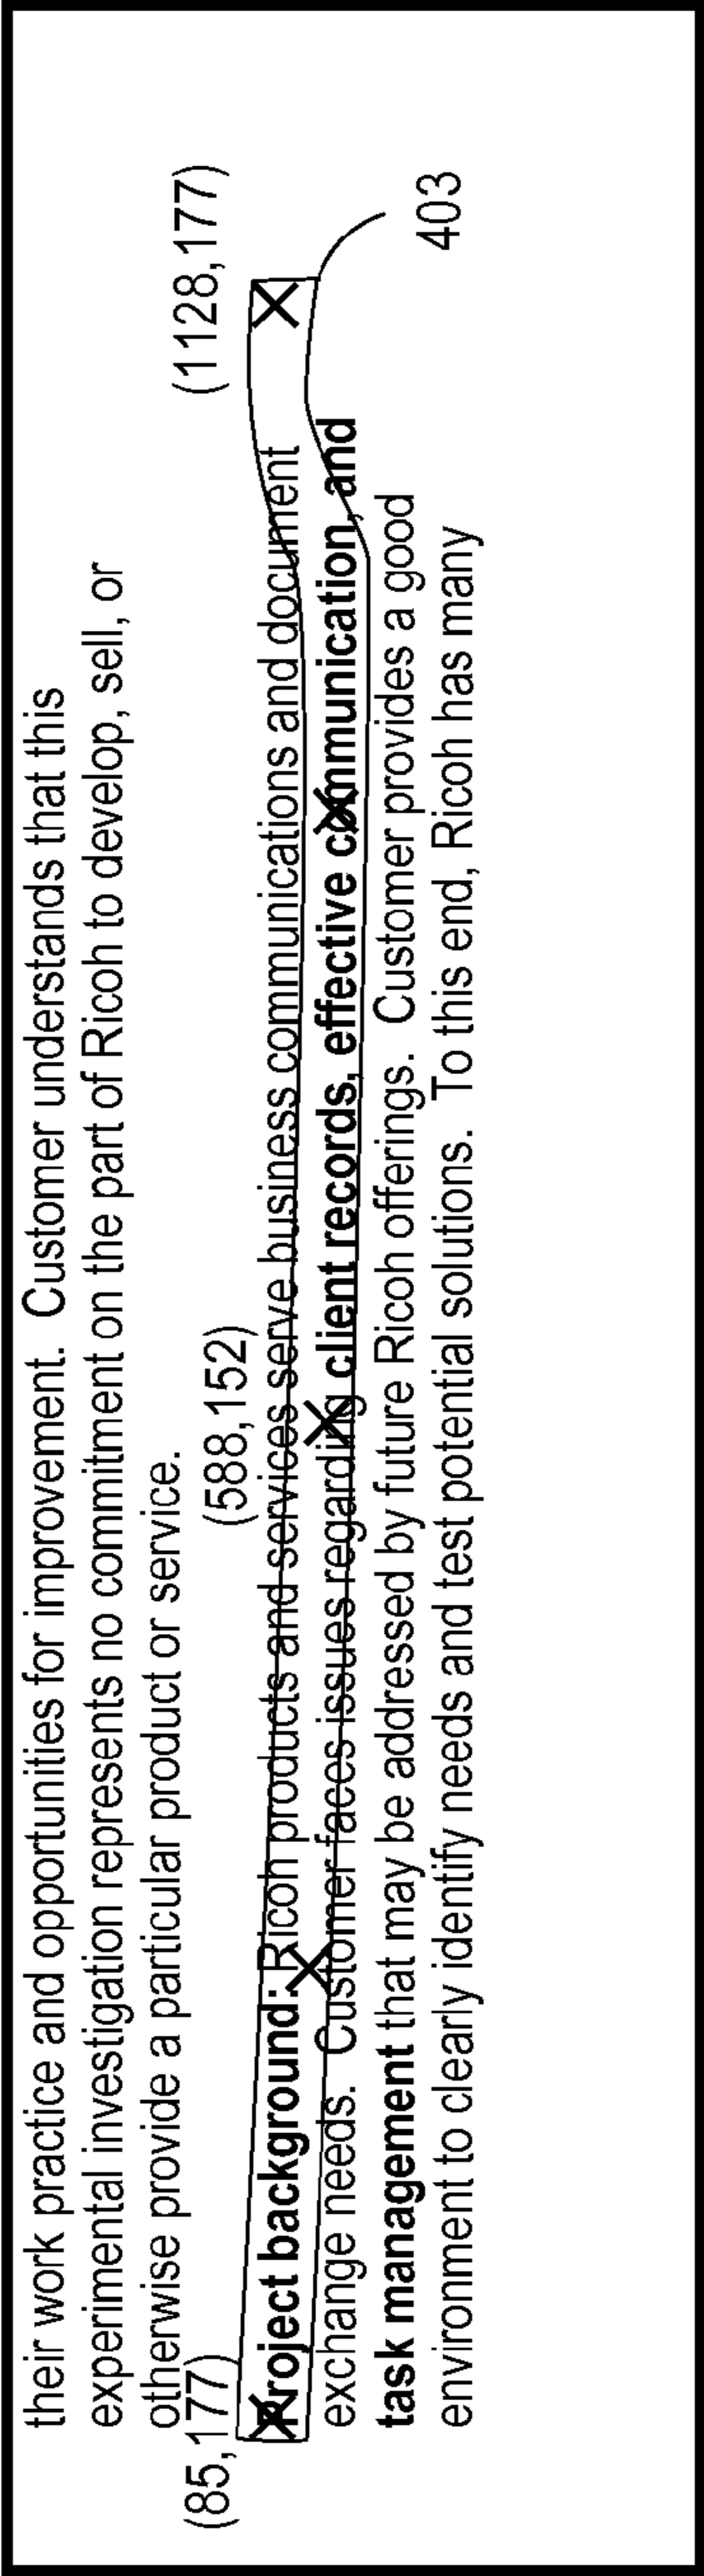 their work practice and opportunities for improvement. Customer understands that this
experimental investigation represents no commitment on the part of Ricoh to develop, sell, or
otherwise provide a particular product or service.
(85,177)
(588,152)
(1128,177)
Project background: Ricoh products and services serve business communications and document
exchange needs. Customer faces issues regarding client records, effective communication, and
403
task management that may be addressed by future Ricoh offerings. Customer provides a good
environment to clearly identify needs and test potential solutions. To this end, Ricoh has many